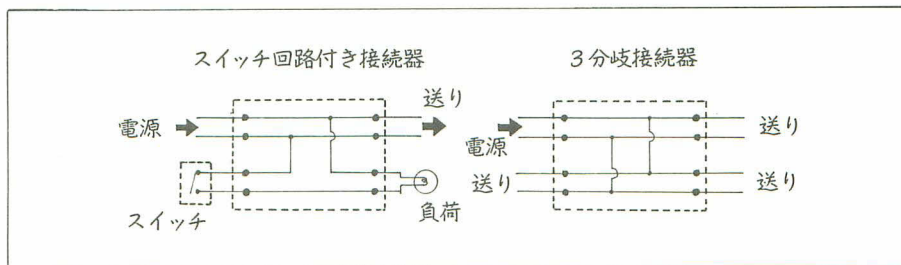 スイッチ回路付き接続器
電源
送り
スイッチ
負荷
3分岐接続器
電源
送り
送り
送り